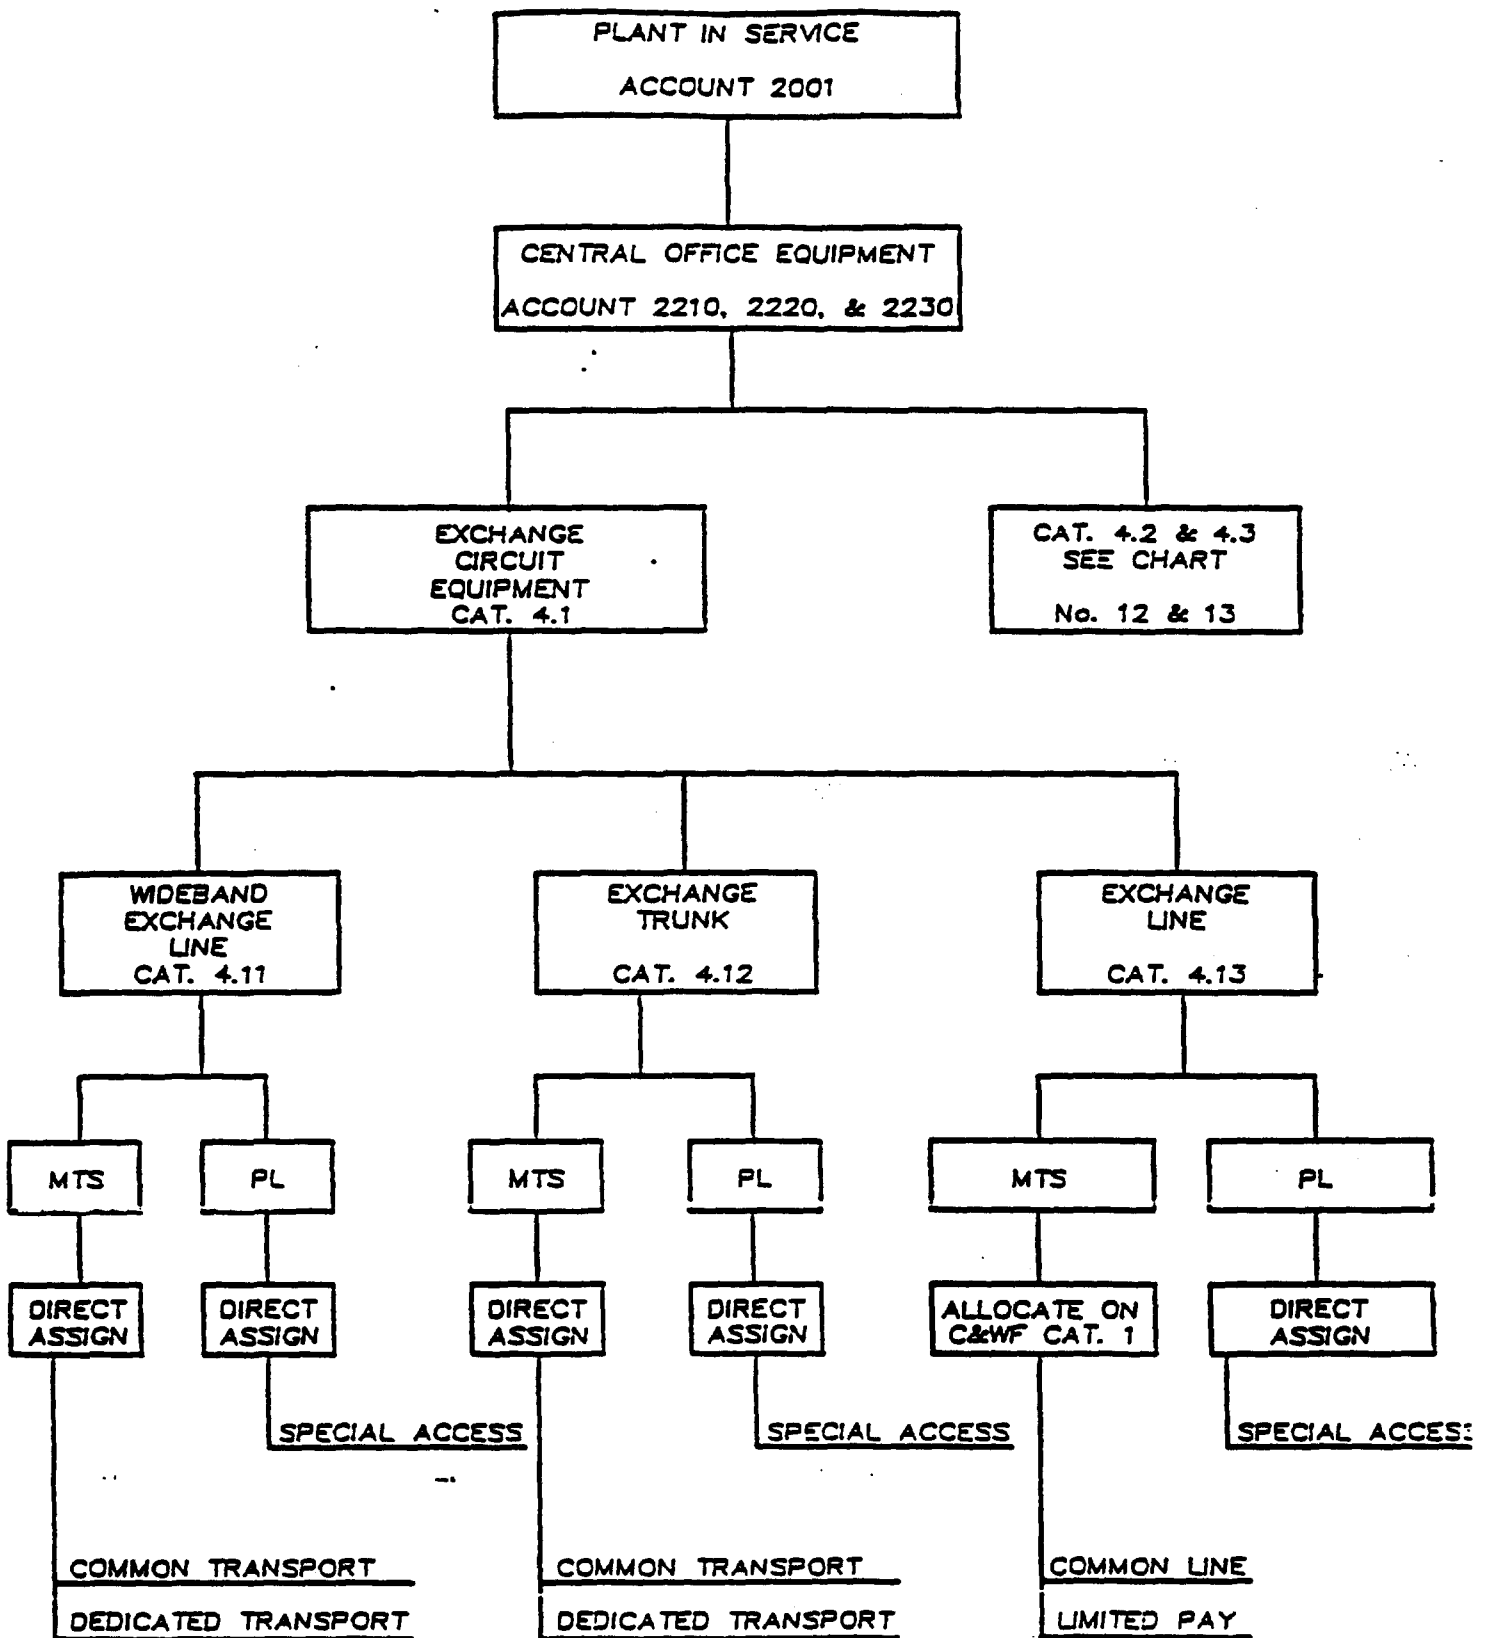 PLANT IN SERVICE
ACCOUNT 2001
CENTRAL OFFICE EQUIPMENT
ACCOUNT 2210, 2220, & 2230
EXCHANGE
CIRCUIT
EQUIPMENT
CAT. 4.1
CAT. 4.2 & 4.3
SEE CHART
No. 12 & 13
WIDEBAND
EXCHANGE
LINE
CAT. 4.11
EXCHANGE
TRUNK
CAT. 4.12
EXCHANGE
LINE
CAT. 4.13
MTS
PL
MTS
PL
MTS
PL
DIRECT
ASSIGN
DIRECT
ASSIGN
DIRECT
ASSIGN
DIRECT
ASSIGN
ALLOCATE ON
C&WF CAT. 1
DIRECT
ASSIGN
SPECIAL ACCESS
SPECIAL ACCESS
SPECIAL ACCESS
COMMON TRANSPORT
DEDICATED TRANSPORT
COMMON TRANSPORT
DEDICATED TRANSPORT
COMMON LINE
LIMITED PAY